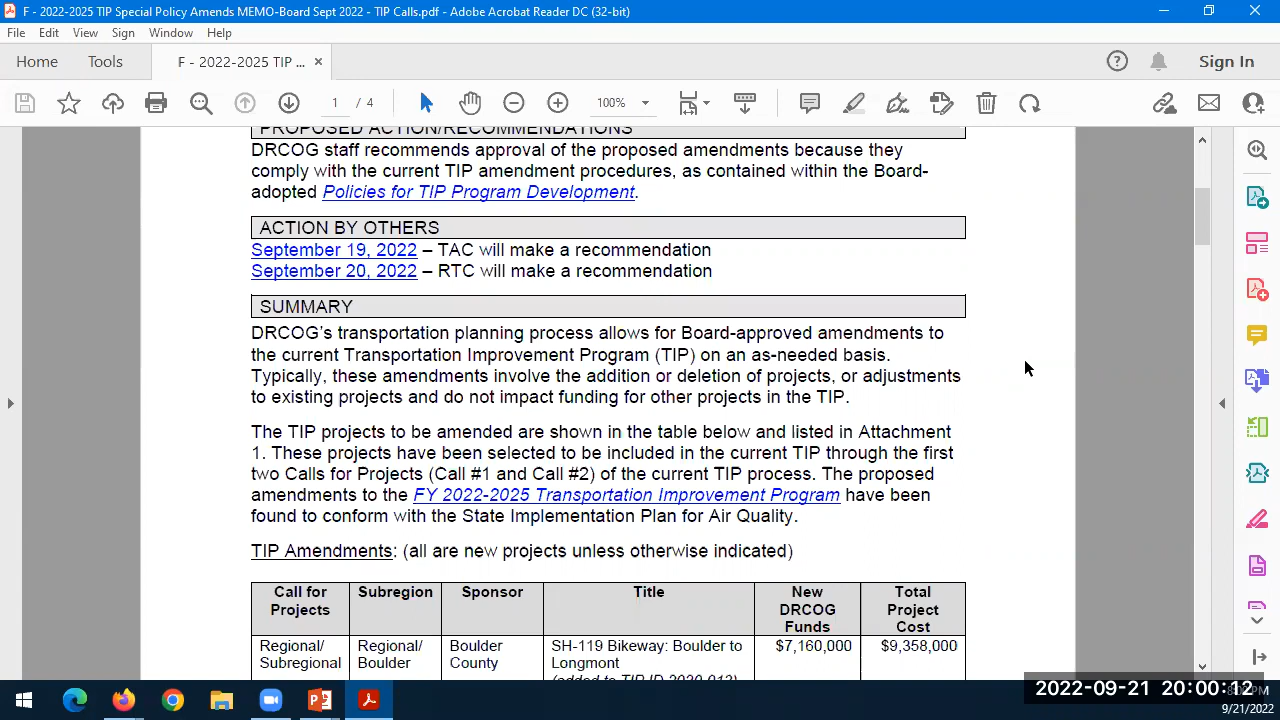 F - 2022-2025 TIP Special Policy Amends MEMO-Board Sept 2022 - TIP Calls.pdf - Adobe Acrobat Reader DC (32-bit)
File Edit View Sign Window Help
Home Tools F - 2022-2025 TIP ... × Sign In
1 / 4 100%
PROPOSED ACTION/RECOMMENDATIONS
DRCOG staff recommends approval of the proposed amendments because they
comply with the current TIP amendment procedures, as contained within the Board-
adopted Policies for TIP Program Development.
ACTION BY OTHERS
September 19, 2022 – TAC will make a recommendation
September 20, 2022 – RTC will make a recommendation
SUMMARY
DRCOG's transportation planning process allows for Board-approved amendments to
the current Transportation Improvement Program (TIP) on an as-needed basis.
Typically, these amendments involve the addition or deletion of projects, or adjustments
to existing projects and do not impact funding for other projects in the TIP.
The TIP projects to be amended are shown in the table below and listed in Attachment
1. These projects have been selected to be included in the current TIP through the first
two Calls for Projects (Call #1 and Call #2) of the current TIP process. The proposed
amendments to the FY 2022-2025 Transportation Improvement Program have been
found to conform with the State Implementation Plan for Air Quality.
TIP Amendments: (all are new projects unless otherwise indicated)
Call for Projects Subregion Sponsor Title New DRCOG Funds Total Project Cost
Regional/ Subregional Regional/ Boulder Boulder County SH-119 Bikeway: Boulder to Longmont $7,160,000 $9,358,000
(added to TIP ID 2020-013)
2022-09-21 20:00:12
9/21/2022